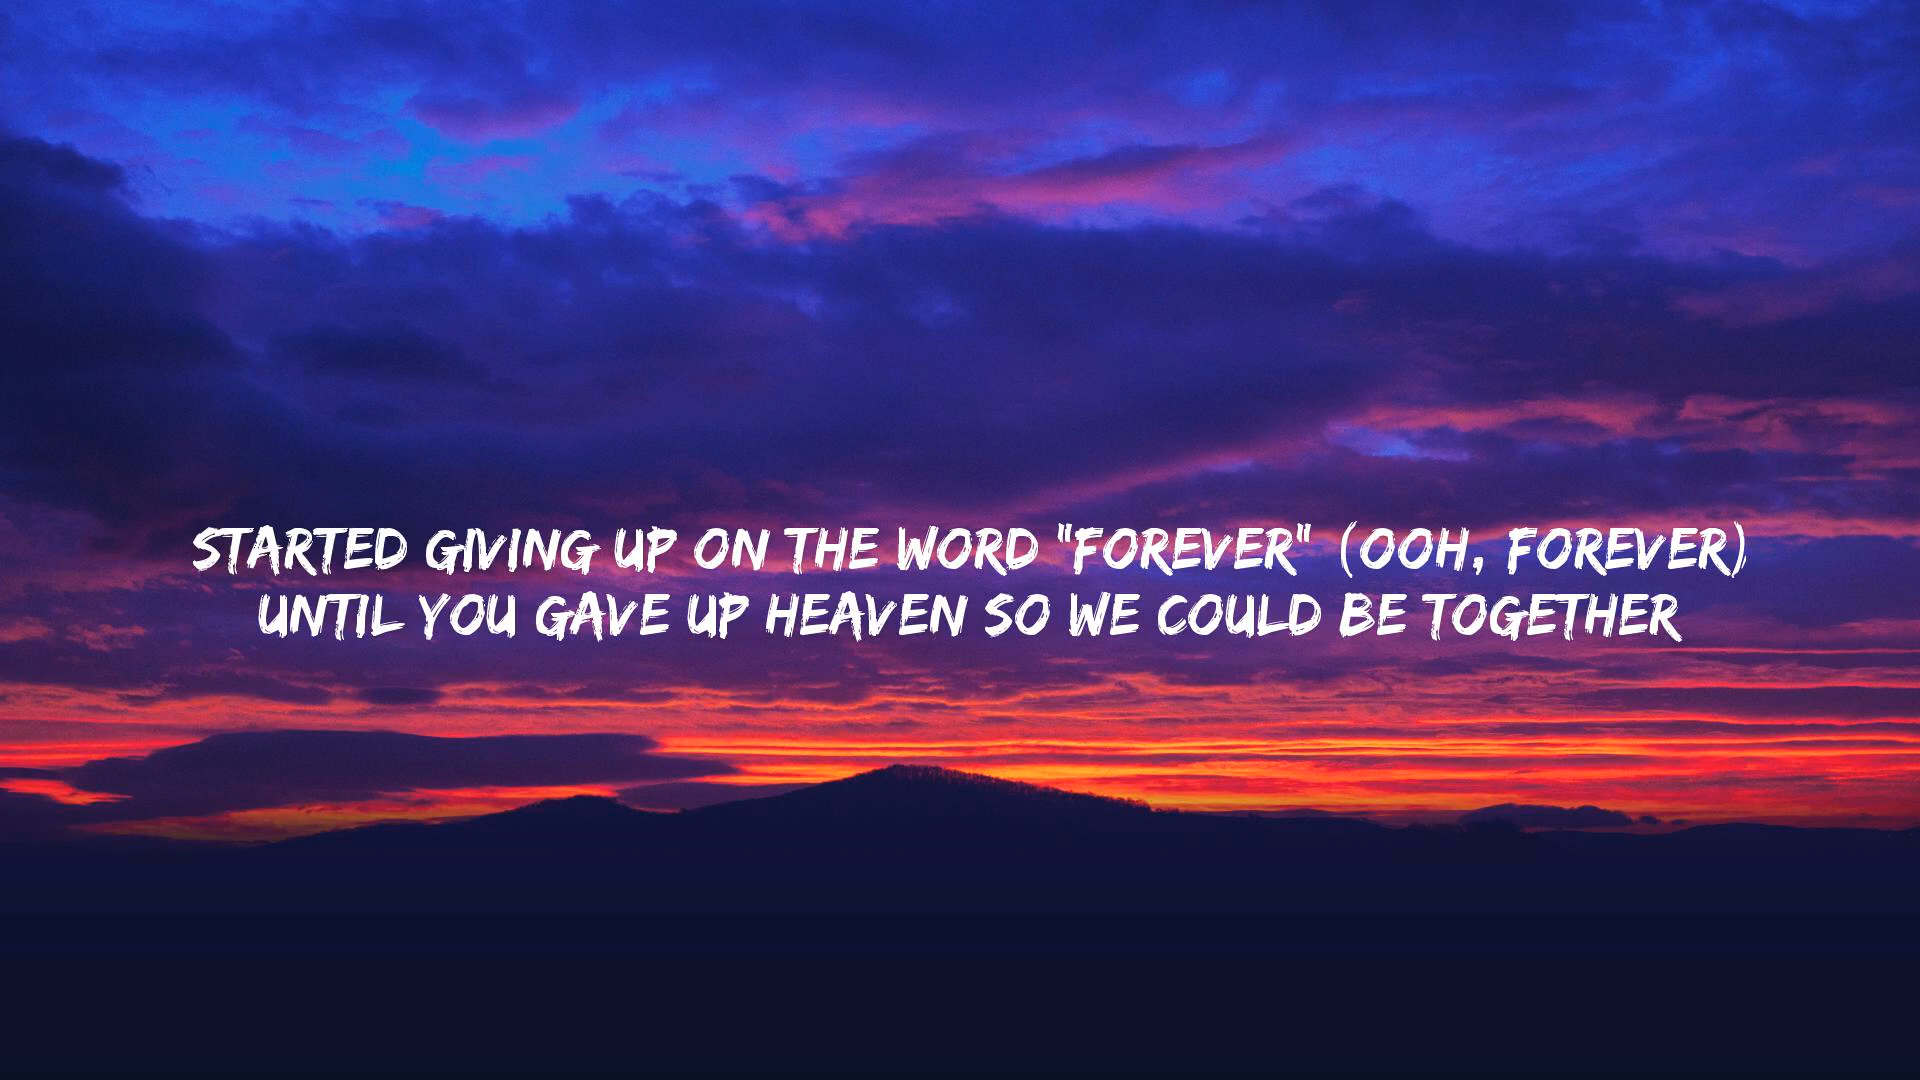 STARTED GIVING UP ON THE WORD "FOREVER" (OOH, FOREVER)
UNTIL YOU GAVE UP HEAVEN SO WE COULD BE TOGETHER